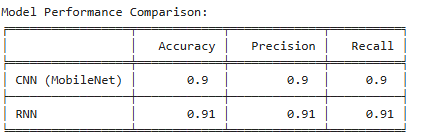 Model Performance Comparison:
Accuracy Precision Recall
CNN (MobileNet) 0.9 0.9 0.9
RNN 0.91 0.91 0.91